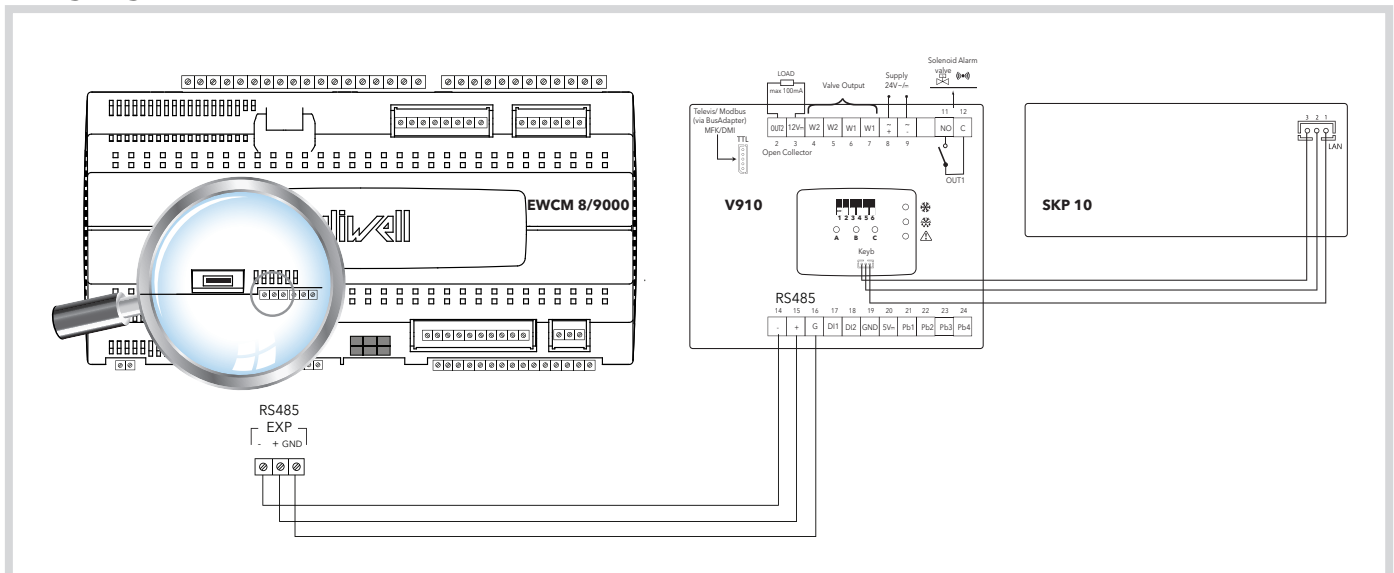 EWCM 8/9000
RS485
EXP
- + GND
LOAD
max 100mA
Valve Output
Supply
24V~/=
Solenoid Alarm
valve
11 12
Televis/ Modbus
(via BusAdapter)
MFK/DMI
TTL
OUT2 12V= W2 W2 W1 W1 NO C
2 3 4 5 6 7 8 9
Open Collector
OUT1
V910
1 2 3 4 5 6
A B C
Keyb
RS485
14 15 16 17 18 19 20 21 22 23 24
- + G DI1 DI2 GND 5V= Pb1 Pb2 Pb3 Pb4
3 2 1
LAN
SKP 10